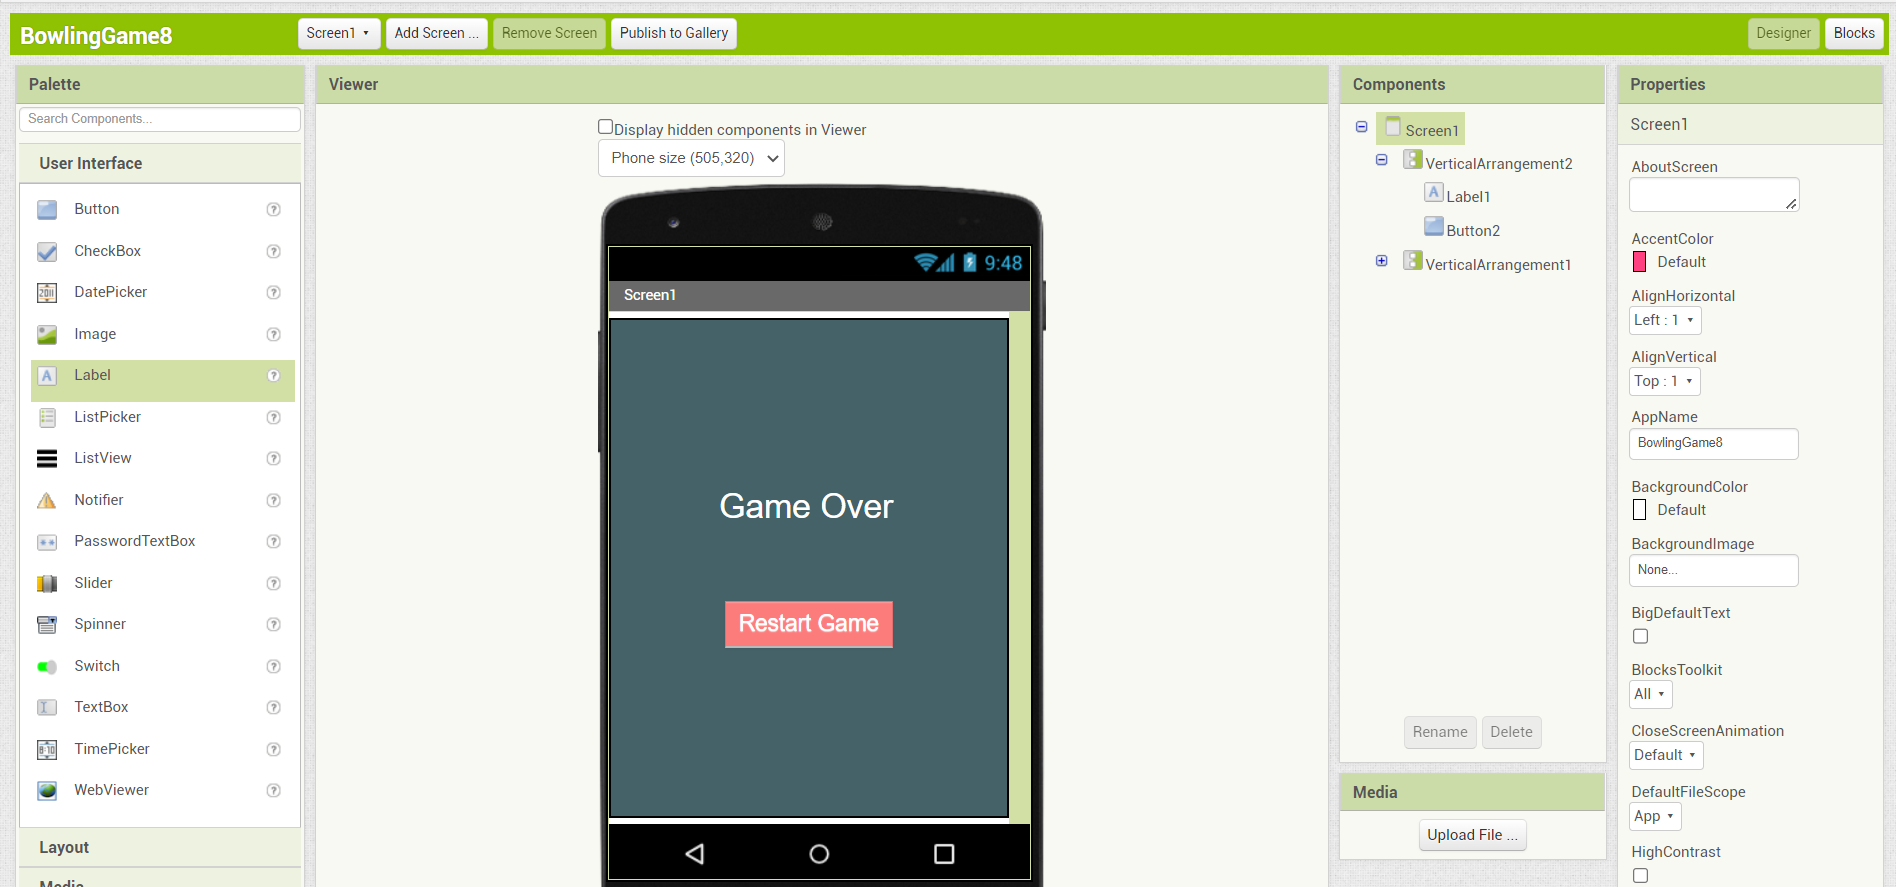 BowlingGame8
Screen1
Add Screen ...
Remove Screen
Publish to Gallery
Designer
Blocks
Palette
Search Components...
User Interface
Button
CheckBox
DatePicker
Image
Label
ListPicker
ListView
Notifier
PasswordTextBox
Slider
Spinner
Switch
TextBox
TimePicker
WebViewer
Layout
Media
Viewer
Display hidden components in Viewer
Phone size (505,320)
9:48
Screen1
Game Over
Restart Game
Components
Screen1
VerticalArrangement2
Label1
Button2
VerticalArrangement1
Rename
Delete
Media
Upload File ...
Properties
Screen1
AboutScreen
AccentColor
Default
AlignHorizontal
Left : 1
AlignVertical
Top : 1
AppName
BowlingGame8
BackgroundColor
Default
BackgroundImage
None...
BigDefaultText
BlocksToolkit
All
CloseScreenAnimation
Default
DefaultFileScope
App
HighContrast